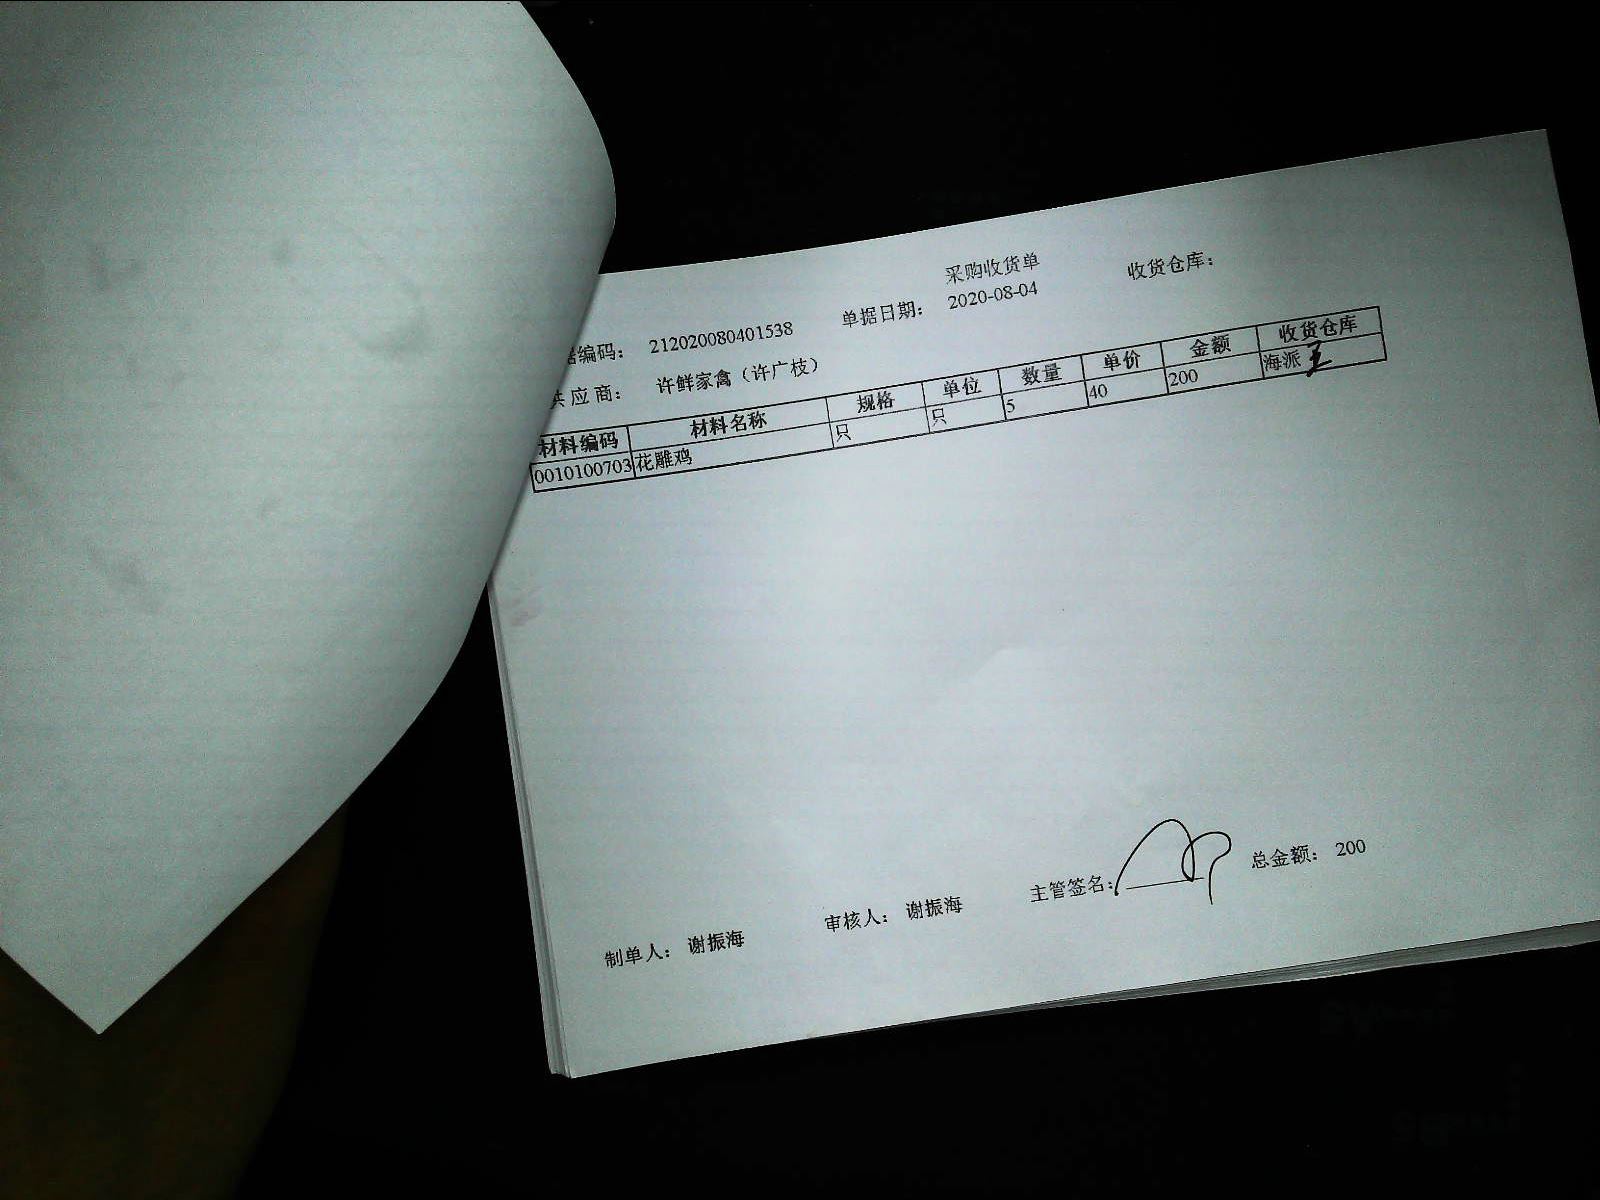 采购收货单
编码： 212020080401538 单据日期： 2020-08-04 收货仓库：
应商： 许鲜家禽（许广枝）
材料编码 材料名称 规格 单位 数量 单价 金额 收货仓库
0010100703 花雕鸡 只 只 5 40 200 海派
制单人： 谢振海 审核人： 谢振海 主管签名： 总金额： 200